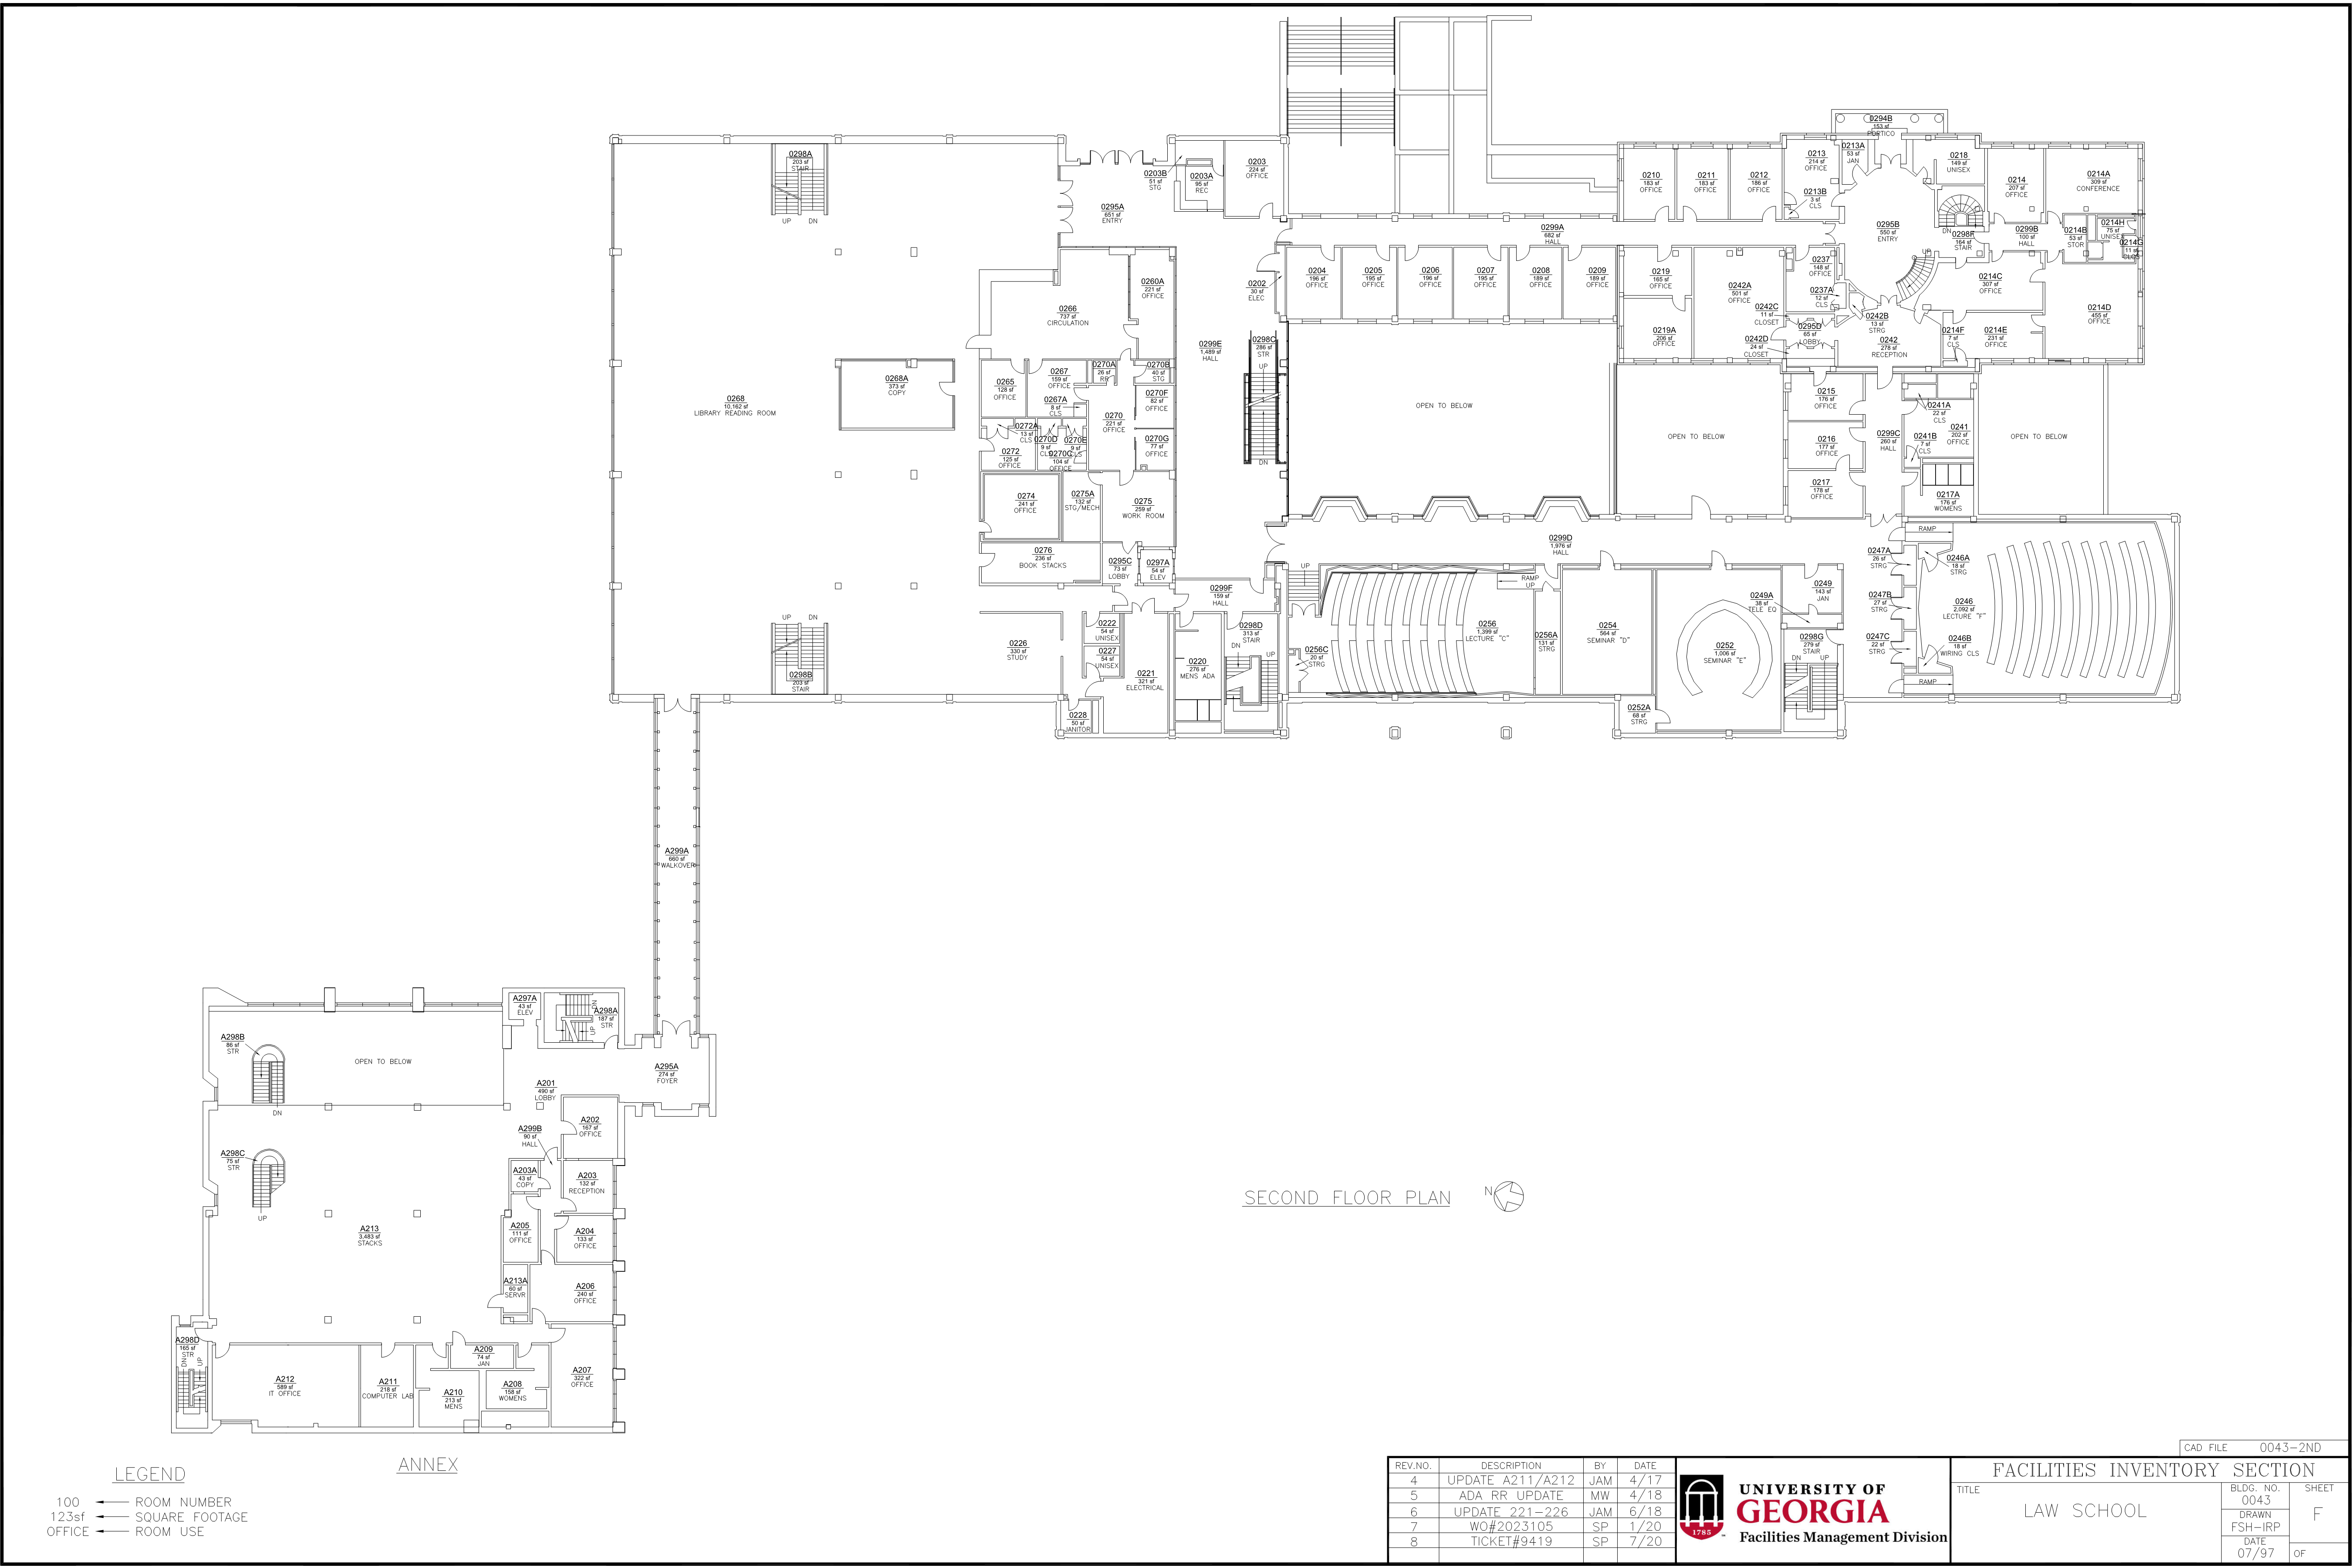 0294B
153 sf
PORTICO
0298A
203 sf
STAIR
UP DN
0203B
51 sf
STG
0203A
95 sf
REC
0203
224 sf
OFFICE
0210
183 sf
OFFICE
0211
183 sf
OFFICE
0212
186 sf
OFFICE
0213
214 sf
OFFICE
0213B
3 sf
CLS
0213A
53 sf
JAN
0218
149 sf
UNISEX
0214
207 sf
OFFICE
0214A
309 sf
CONFERENCE
0295A
651 sf
ENTRY
0299A
682 sf
HALL
0295B
550 sf
ENTRY
UP
DN
0298F
164 sf
STAIR
0299B
100 sf
HALL
0214B
53 sf
STOR
0214H
75 sf
UNISEX
0214G
11 sf
CLOS
0260A
221 sf
OFFICE
0266
737 sf
CIRCULATION
0202
30 sf
ELEC
0204
196 sf
OFFICE
0205
195 sf
OFFICE
0206
196 sf
OFFICE
0207
195 sf
OFFICE
0208
189 sf
OFFICE
0209
189 sf
OFFICE
0219
165 sf
OFFICE
0242A
501 sf
OFFICE
0237
148 sf
OFFICE
0237A
12 sf
CLS
0242C
11 sf
CLOSET
0295D
65 sf
LOBBY
0242B
13 sf
STRG
0214C
307 sf
OFFICE
0214D
455 sf
OFFICE
0219A
206 sf
OFFICE
0242D
24 sf
CLOSET
0242
278 sf
RECEPTION
0214F
7 sf
CLS
0214E
231 sf
OFFICE
0299E
1,489 sf
HALL
0298C
286 sf
STR
UP
DN
0268
10,162 sf
LIBRARY READING ROOM
0268A
373 sf
COPY
0265
128 sf
OFFICE
0267
159 sf
OFFICE
0267A
8 sf
CLS
0270A
26 sf
RR
0270B
40 sf
STG
0270F
82 sf
OFFICE
0270
221 sf
OFFICE
0270G
77 sf
OFFICE
0272A
13 sf
CLS
0270D
9 sf
CLS
0270E
9 sf
CLS
0272
125 sf
OFFICE
0270C
104 sf
OFFICE
OPEN TO BELOW
OPEN TO BELOW
0215
176 sf
OFFICE
0216
177 sf
OFFICE
0217
178 sf
OFFICE
0299C
260 sf
HALL
0241A
22 sf
CLS
0241
202 sf
OFFICE
0241B
7 sf
CLS
0217A
176 sf
WOMENS
OPEN TO BELOW
0274
241 sf
OFFICE
0275A
132 sf
STG/MECH
0275
259 sf
WORK ROOM
0276
236 sf
BOOK STACKS
0295C
73 sf
LOBBY
0297A
54 sf
ELEV
0299D
1,976 sf
HALL
0299F
159 sf
HALL
UP
RAMP
UP
RAMP
0247A
26 sf
STRG
0246A
18 sf
STRG
0247B
27 sf
STRG
0246
2,092 sf
LECTURE "F"
0247C
22 sf
STRG
0246B
18 sf
WIRING CLS
RAMP
0249
143 sf
JAN
0249A
38 sf
TELE EQ
0298G
279 sf
STAIR
DN UP
0226
330 sf
STUDY
UP DN
0298B
203 sf
STAIR
0222
54 sf
UNISEX
0227
54 sf
UNISEX
0221
321 sf
ELECTRICAL
0220
276 sf
MENS ADA
0298D
313 sf
STAIR
DN
UP
0256C
20 sf
STRG
0256
1,399 sf
LECTURE "C"
0256A
131 sf
STRG
0254
564 sf
SEMINAR "D"
0252
1,006 sf
SEMINAR "E"
0252A
68 sf
STRG
0228
50 sf
JANITOR
A299A
660 sf
WALKOVER
A297A
43 sf
ELEV
DN
UP
A298A
187 sf
STR
A298B
86 sf
STR
DN
OPEN TO BELOW
A295A
274 sf
FOYER
A201
490 sf
LOBBY
A202
167 sf
OFFICE
A299B
90 sf
HALL
A298C
75 sf
STR
UP
A203A
43 sf
COPY
A203
132 sf
RECEPTION
A213
3,483 sf
STACKS
A205
111 sf
OFFICE
A204
133 sf
OFFICE
A213A
60 sf
SERVR
A206
240 sf
OFFICE
A298D
165 sf
STR
DN
UP
A209
74 sf
JAN
A212
589 sf
IT OFFICE
A211
218 sf
COMPUTER LAB
A210
213 sf
MENS
A208
158 sf
WOMENS
A207
322 sf
OFFICE
SECOND FLOOR PLAN
N
ANNEX
LEGEND
100 ROOM NUMBER
123sf SQUARE FOOTAGE
OFFICE ROOM USE
CAD FILE 0043-2ND
REV.NO. DESCRIPTION BY DATE
4 UPDATE A211/A212 JAM 4/17
5 ADA RR UPDATE MW 4/18
6 UPDATE 221-226 JAM 6/18
7 WO#2023105 SP 1/20
8 TICKET#9419 SP 7/20
1785
UNIVERSITY OF
GEORGIA
Facilities Management Division
FACILITIES INVENTORY SECTION
TITLE
LAW SCHOOL
BLDG. NO.
0043
DRAWN
FSH-IRP
DATE
07/97
SHEET
F
OF